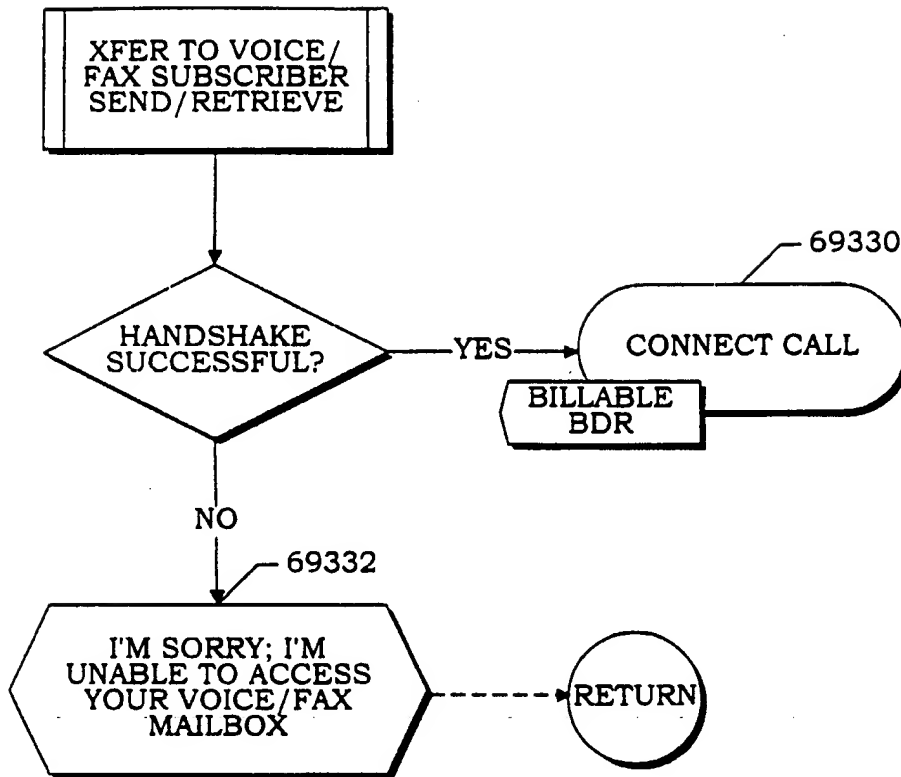 XFER TO VOICE/
FAX SUBSCRIBER
SEND/RETRIEVE
69330
HANDSHAKE
SUCCESSFUL?
YES
CONNECT CALL
BILLABLE
BDR
NO
69332
I'M SORRY; I'M
UNABLE TO ACCESS
YOUR VOICE/FAX
MAILBOX
RETURN